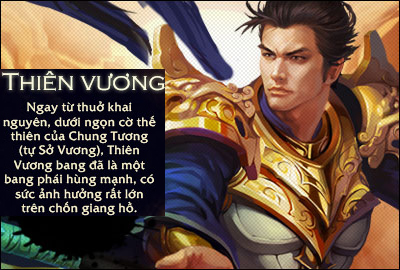 THIÊN VƯƠNG
Ngay từ thuở khai
nguyên, dưới ngọn cờ thế
thiên của Chung Tương
(tự Sở Vương), Thiên
Vương bang đã là một
bang phái hùng mạnh, có
sức ảnh hưởng rất lớn
trên chốn giang hồ.